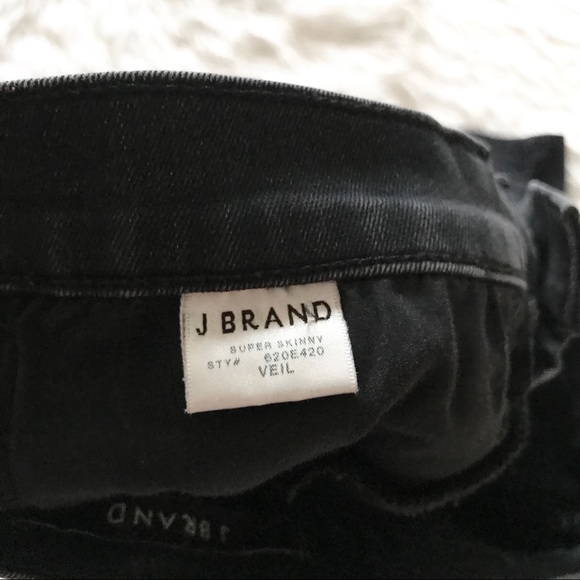 J BRAND
SUPER SKINNY
STY# 620E420
VEIL
J BRAND